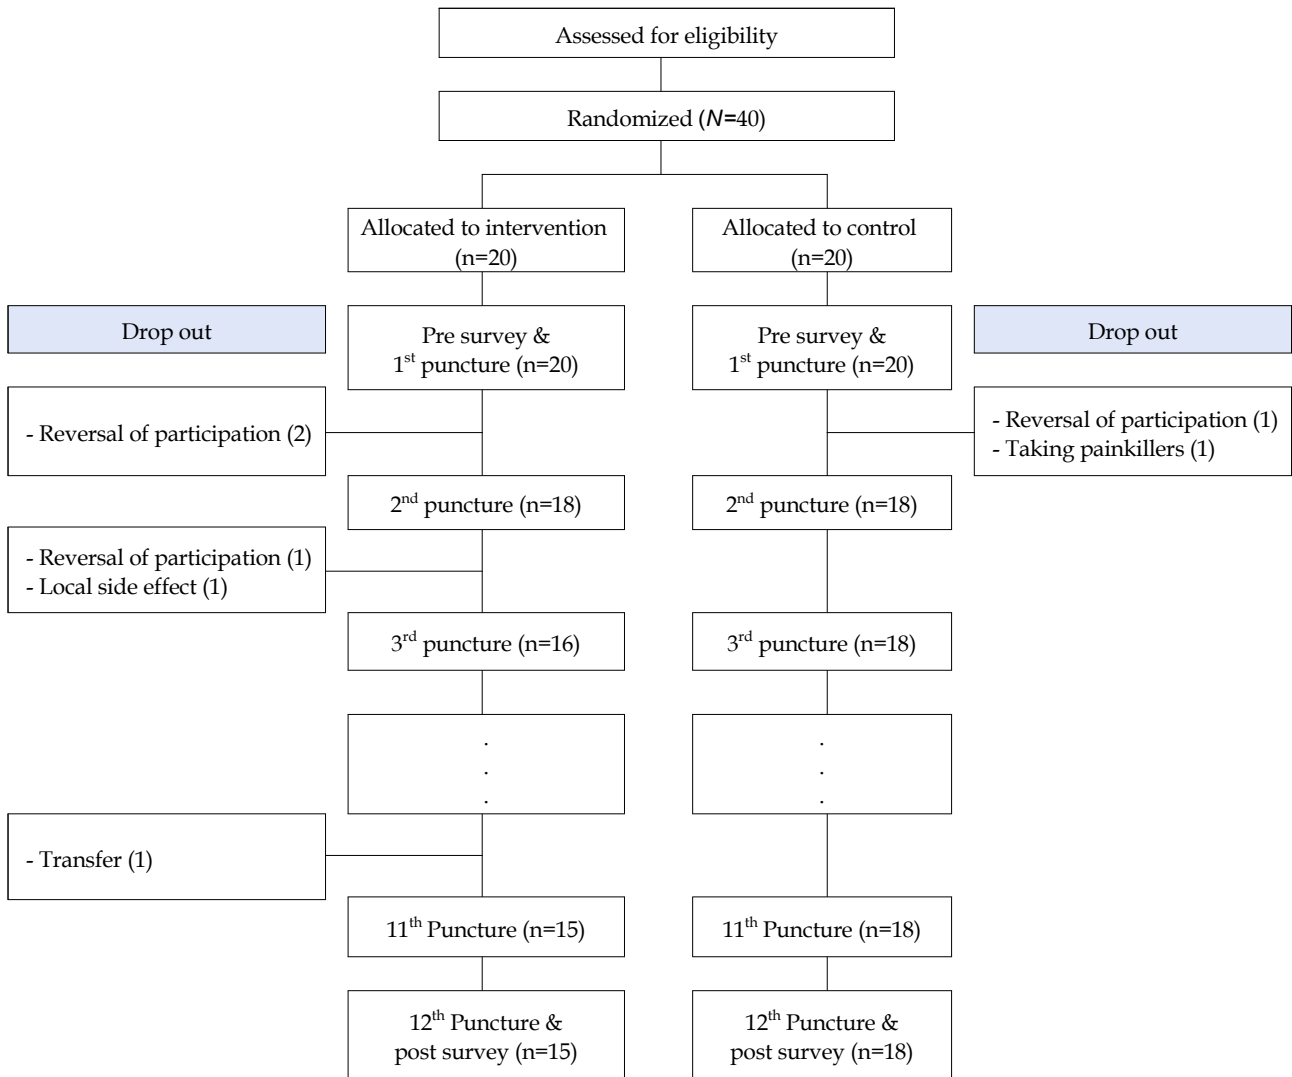 Assessed for eligibility
Randomized (N=40)
Allocated to intervention
(n=20)
Allocated to control
(n=20)
Drop out
Pre survey &
1st puncture (n=20)
Pre survey &
1st puncture (n=20)
Drop out
- Reversal of participation (2)
- Reversal of participation (1)
- Taking painkillers (1)
2nd puncture (n=18)
2nd puncture (n=18)
- Reversal of participation (1)
- Local side effect (1)
3rd puncture (n=16)
3rd puncture (n=18)
.
.
.
.
.
.
- Transfer (1)
11th Puncture (n=15)
11th Puncture (n=18)
12th Puncture &
post survey (n=15)
12th Puncture &
post survey (n=18)